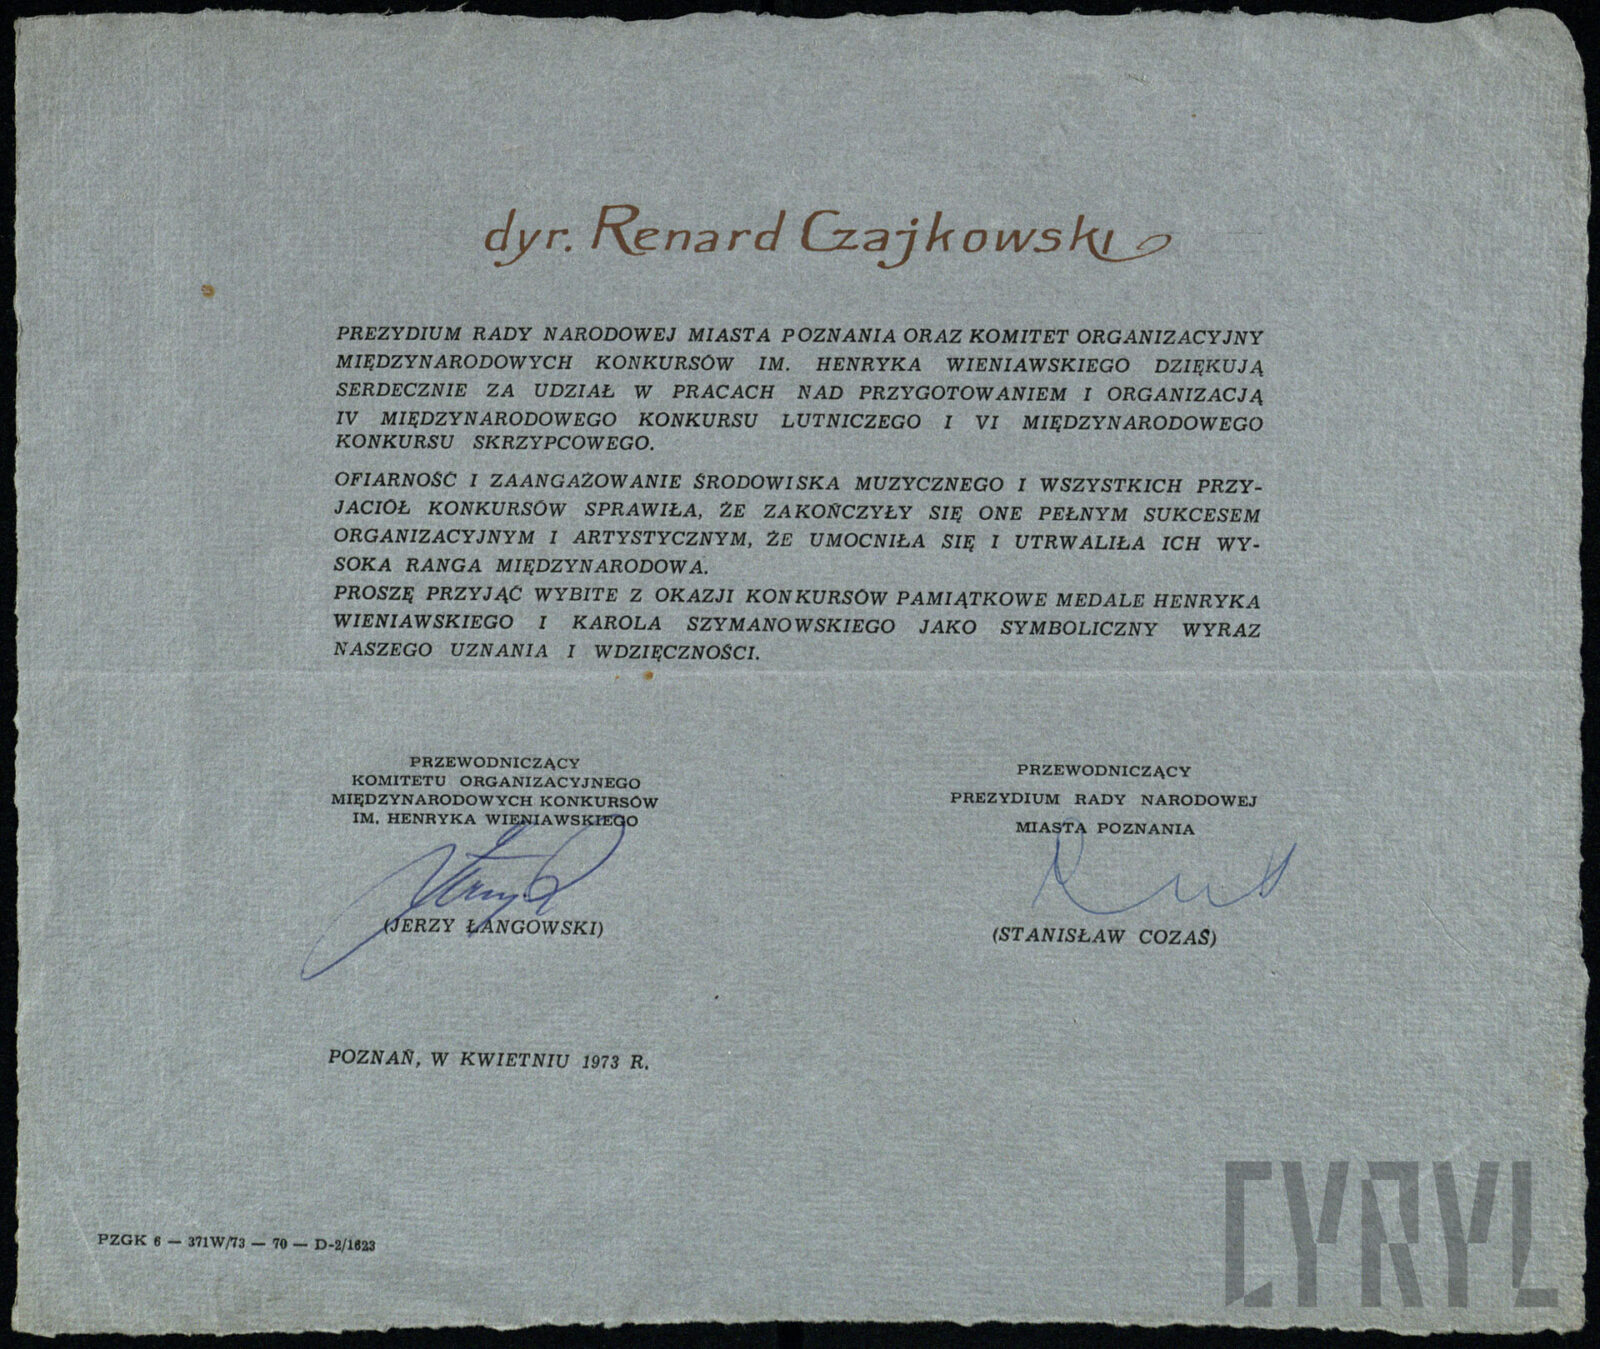 dyr. Renard Czajkowski
PREZYDIUM RADY NARODOWEJ MIASTA POZNANIA ORAZ KOMITET ORGANIZACYJNY
MIĘDZYNARODOWYCH KONKURSÓW IM. HENRYKA WIENIAWSKIEGO DZIĘKUJĄ
SERDECZNIE ZA UDZIAŁ W PRACACH NAD PRZYGOTOWANIEM I ORGANIZACJĄ
IV MIĘDZYNARODOWEGO KONKURSU LUTNICZEGO I VI MIĘDZYNARODOWEGO
KONKURSU SKRZYPCOWEGO.
OFIARNOŚĆ I ZAANGAŻOWANIE ŚRODOWISKA MUZYCZNEGO I WSZYSTKICH PRZY-
JACIÓŁ KONKURSÓW SPRAWIŁA, ŻE ZAKOŃCZYŁY SIĘ ONE PEŁNYM SUKCESEM
ORGANIZACYJNYM I ARTYSTYCZNYM, ŻE UMOCNIŁA SIĘ I UTRWALIŁA ICH WY-
SOKA RANGA MIĘDZYNARODOWA.
PROSZĘ PRZYJĄĆ WYBITE Z OKAZJI KONKURSÓW PAMIĄTKOWE MEDALE HENRYKA
WIENIAWSKIEGO I KAROLA SZYMANOWSKIEGO JAKO SYMBOLICZNY WYRAZ
NASZEGO UZNANIA I WDZIĘCZNOŚCI.
PRZEWODNICZĄCY
KOMITETU ORGANIZACYJNEGO
MIĘDZYNARODOWYCH KONKURSÓW
IM. HENRYKA WIENIAWSKIEGO
(JERZY ŁANGOWSKI)
PRZEWODNICZĄCY
PREZYDIUM RADY NARODOWEJ
MIASTA POZNANIA
(STANISŁAW COZAŚ)
POZNAŃ, W KWIETNIU 1973 R.
PZGK 6 — 371W/73 — 70 — D-2/1623
CYRYL